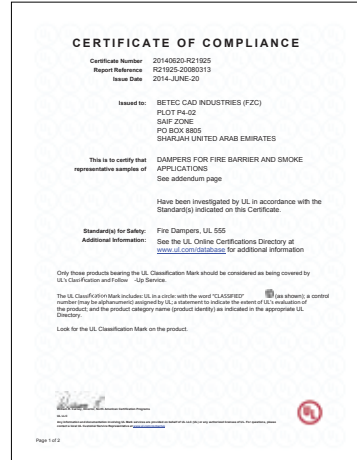 CERTIFICATE OF COMPLIANCE
Certificate Number 20140620-R21925
Report Reference R21925-20080313
Issue Date 2014-JUNE-20
Issued to: BETEC CAD INDUSTRIES (FZC)
PLOT P4-02
SAIF ZONE
PO BOX 8805
SHARJAH UNITED ARAB EMIRATES
This is to certify that DAMPERS FOR FIRE BARRIER AND SMOKE
representative samples of APPLICATIONS
See addendum page
Have been investigated by UL in accordance with the
Standard(s) indicated on this Certificate.
Standard(s) for Safety: Fire Dampers, UL 555
Additional Information: See the UL Online Certifications Directory at
www.ul.com/database for additional information
Only those products bearing the UL Classification Mark should be considered as being covered by
UL's Classification and Follow -Up Service.
The UL Classification Mark includes: UL in a circle: with the word "CLASSIFIED" (as shown); a control
number (may be alphanumeric) assigned by UL; a statement to indicate the extent of UL's evaluation of
the product; and the product category name (product identity) as indicated in the appropriate UL
Directory.
Look for the UL Classification Mark on the product.
UL LLC
UL
Page 1 of 2